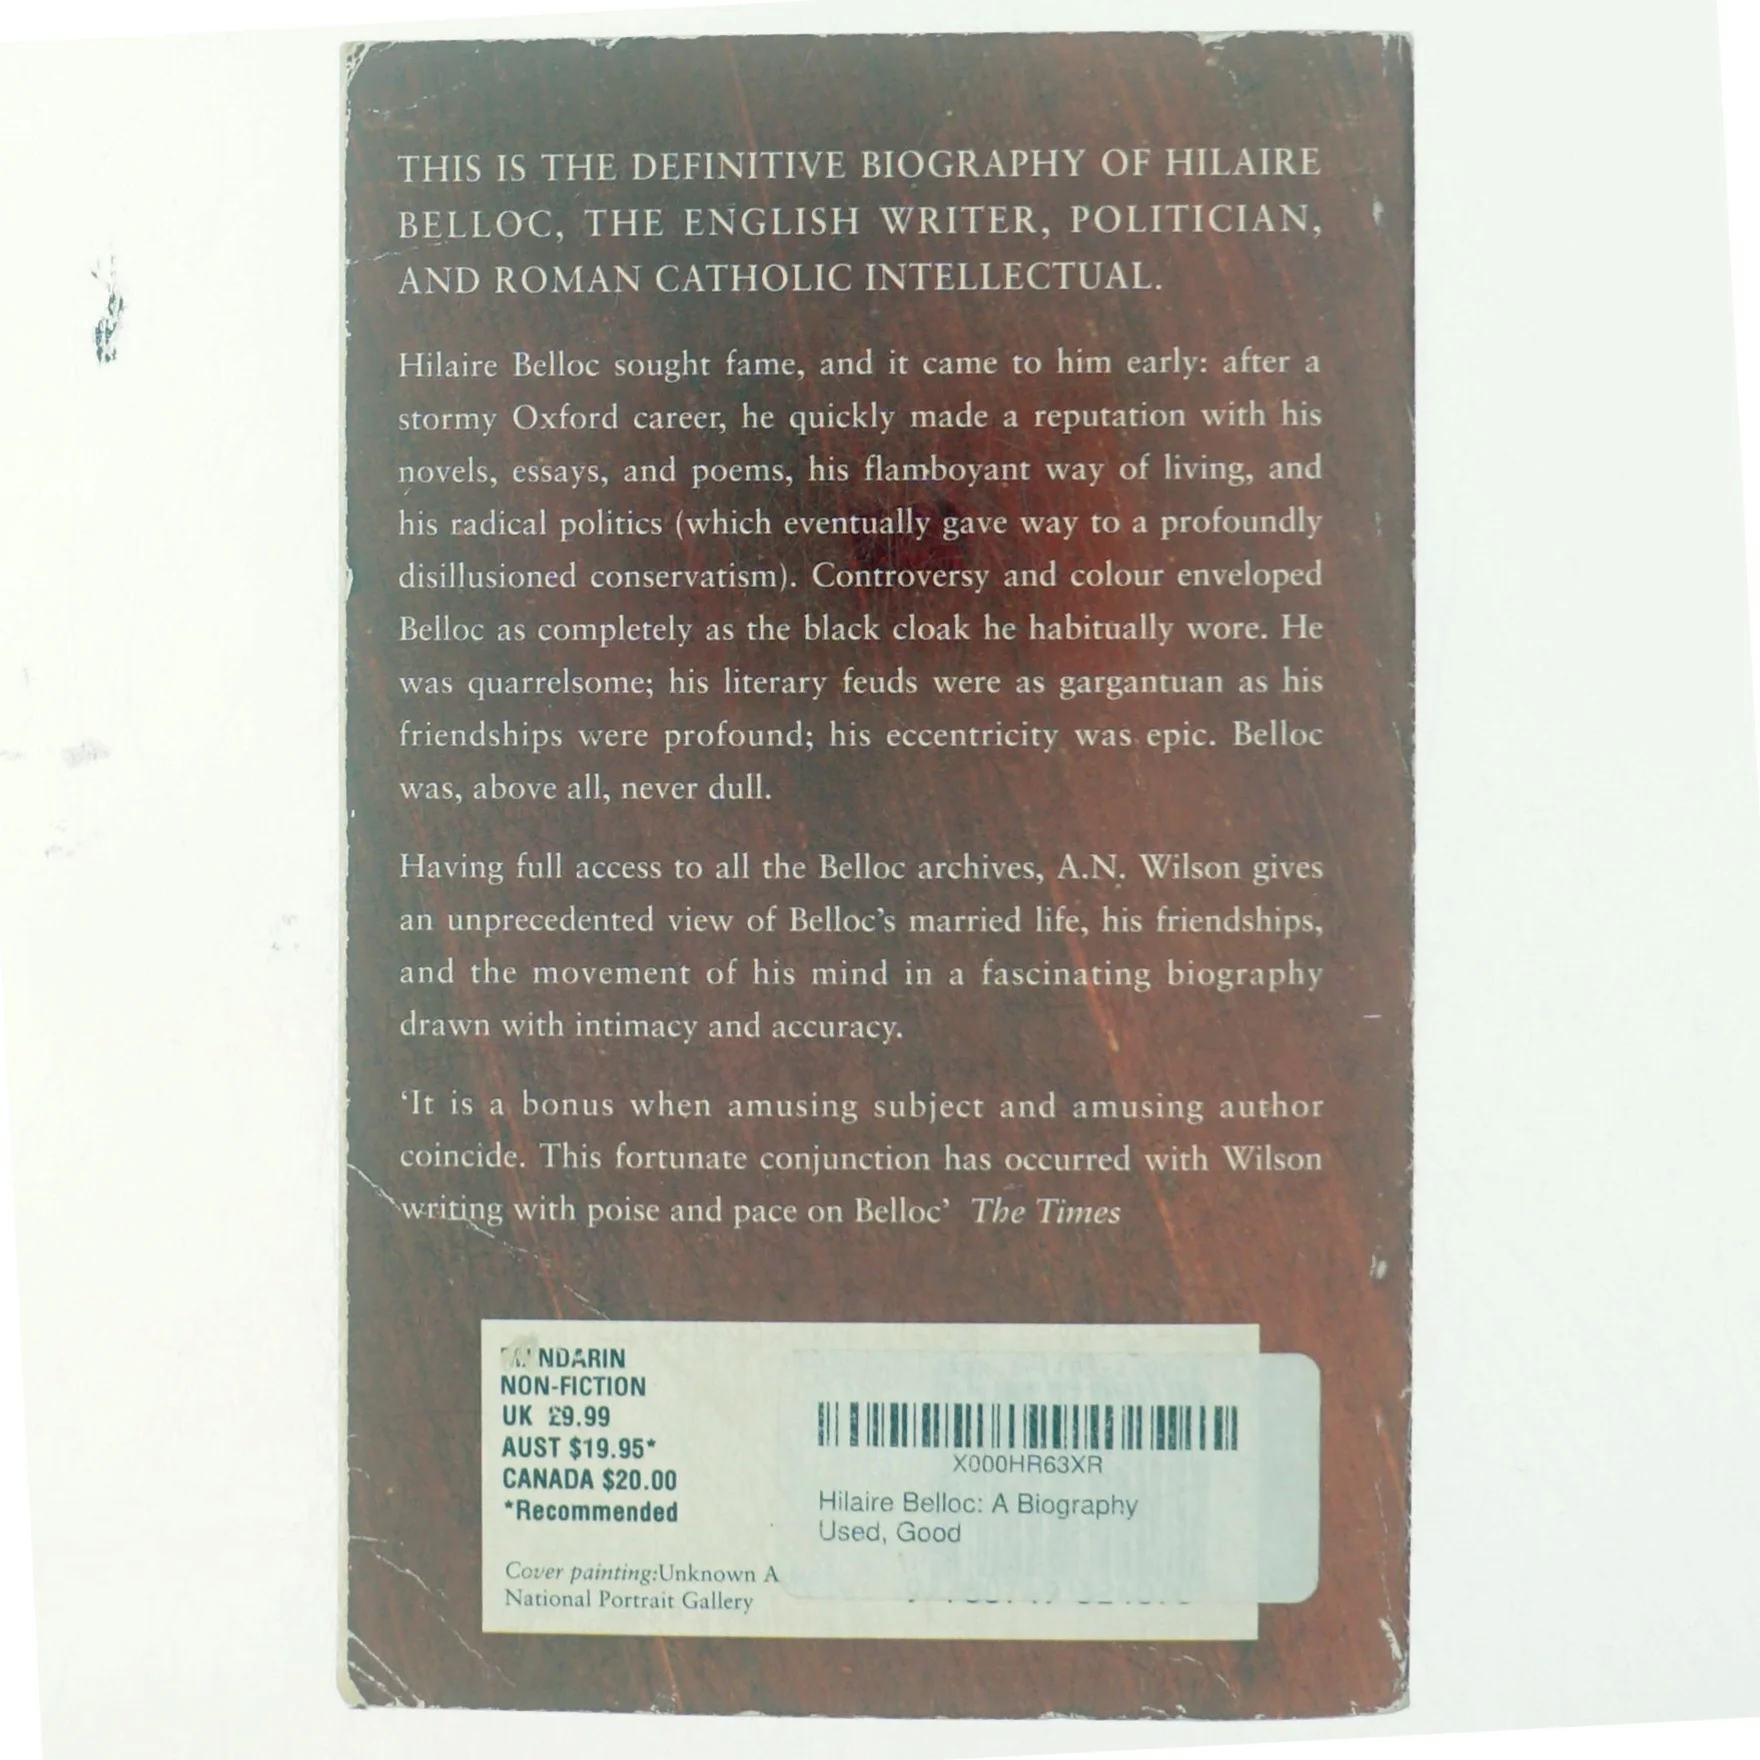 THIS IS THE DEFINITIVE BIOGRAPHY OF HILAIRE
BELLOC, THE ENGLISH WRITER, POLITICIAN,
AND ROMAN CATHOLIC INTELLECTUAL.
Hilaire Belloc sought fame, and it came to him early: after a
stormy Oxford career, he quickly made a reputation with his
novels, essays, and poems, his flamboyant way of living, and
his radical politics (which eventually gave way to a profoundly
disillusioned conservatism). Controversy and colour enveloped
Belloc as completely as the black cloak he habitually wore. He
was quarrelsome; his literary feuds were as gargantuan as his
friendships were profound; his eccentricity was epic. Belloc
was, above all, never dull.
Having full access to all the Belloc archives, A.N. Wilson gives
an unprecedented view of Belloc's married life, his friendships,
and the movement of his mind in a fascinating biography
drawn with intimacy and accuracy.
‘It is a bonus when amusing subject and amusing author
coincide. This fortunate conjunction has occurred with Wilson
writing with poise and pace on Belloc’ The Times
NDARIN
NON-FICTION
UK £9.99
AUST $19.95*
CANADA $20.00
*Recommended
Cover painting:Unknown A
National Portrait Gallery
X000HR63XR
Hilaire Belloc: A Biography
Used, Good